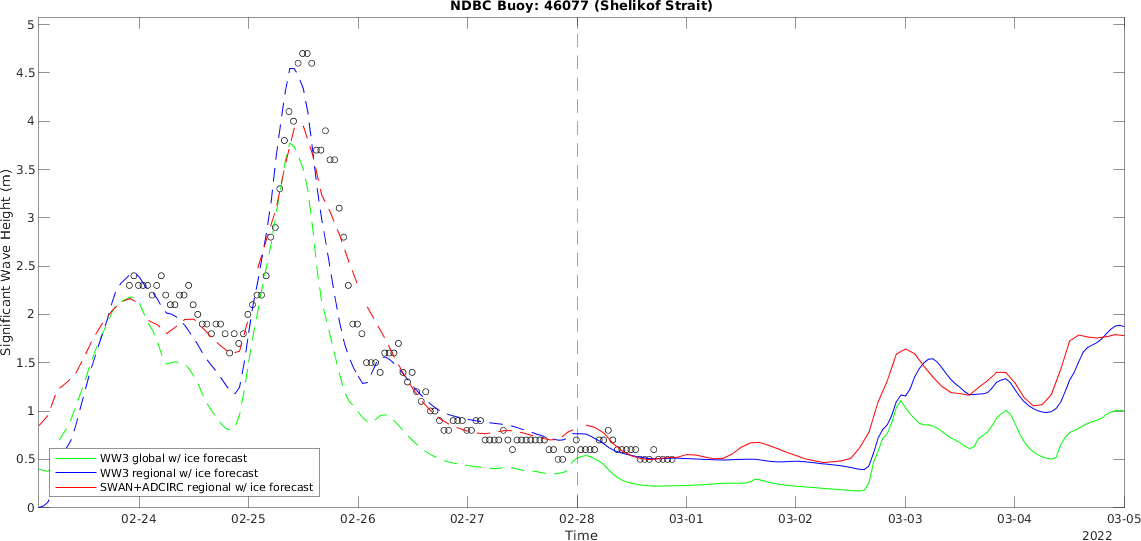 NDBC Buoy: 46077 (Shelikof Strait)
5
4.5
4
3.5
3
2.5
2
1.5
1
0.5
0
Significant Wave Height (m)
WW3 global w/ ice forecast
WW3 regional w/ ice forecast
SWAN+ADCIRC regional w/ ice forecast
02-24 02-25 02-26 02-27 02-28 03-01 03-02 03-03 03-04 03-05
Time
2022